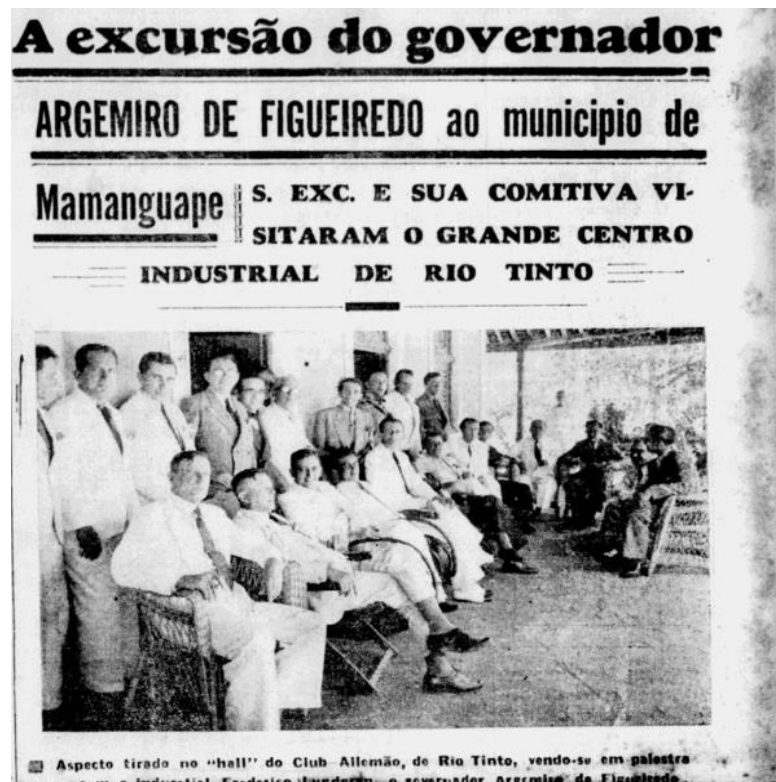 A excursão do governador
ARGEMIRO DE FIGUEIREDO ao municipio de
Mamanguape
S. EXC. E SUA COMITIVA VI-
SITARAM O GRANDE CENTRO
INDUSTRIAL DE RIO TINTO
Aspecto tirado no "hall" do Club Allemão, de Rio Tinto, vendo-se em palestra
o industrial Frederico Lundgren, o governador Argemiro de Figueirêdo